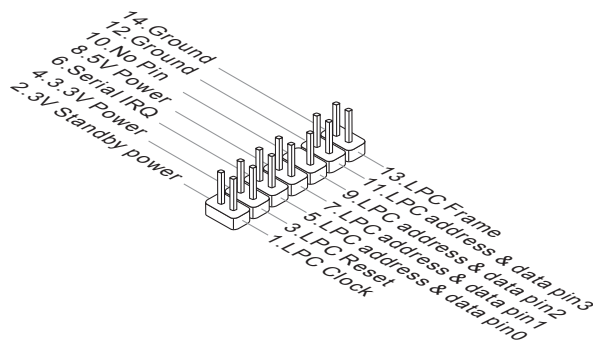 14.Ground
12.Ground
10.No Pin
8.5V Power
6.Serial IRQ
4.3.3V Power
2.3V Standby power
13.LPC Frame
11.LPC address & data pin3
9.LPC address & data pin2
7.LPC address & data pin1
5.LPC address & data pin0
3.LPC Reset
1.LPC Clock